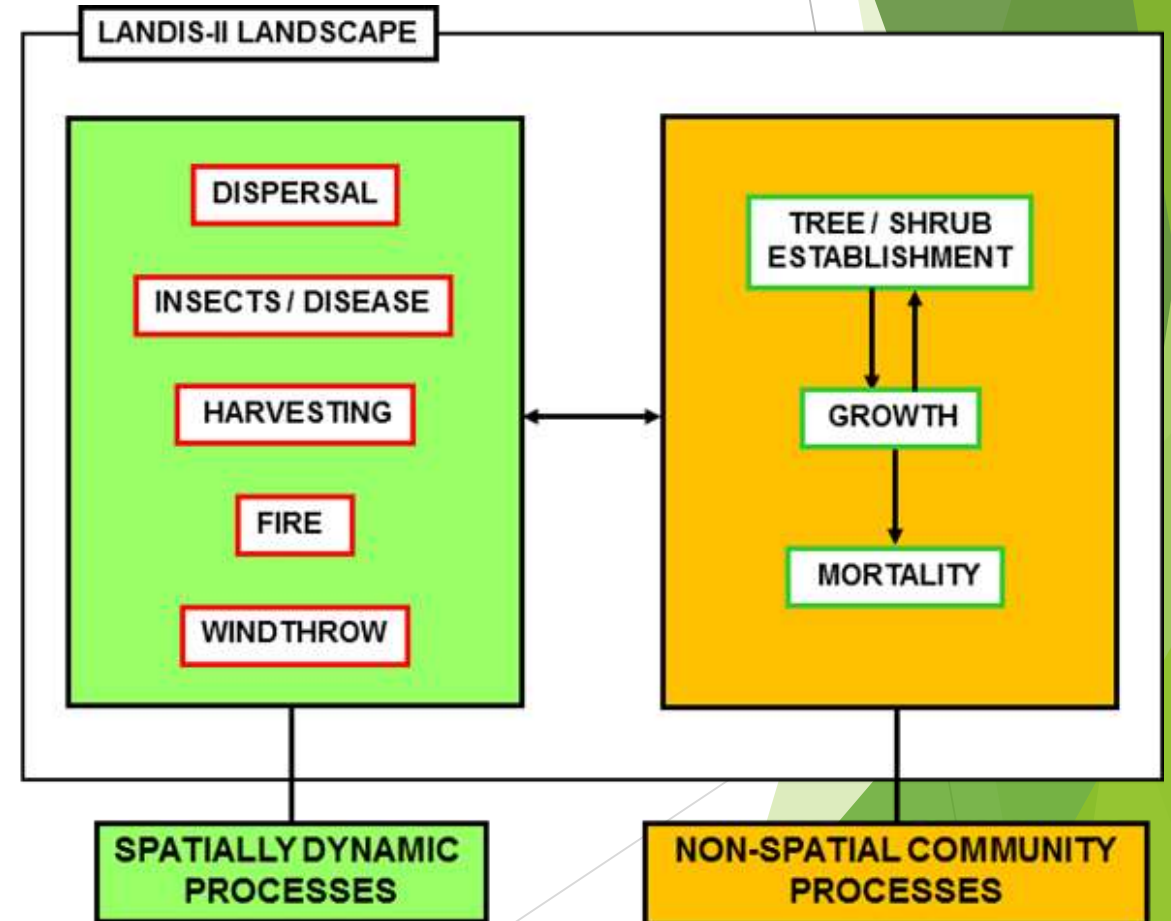 LANDIS-II LANDSCAPE
DISPERSAL
INSECTS / DISEASE
HARVESTING
FIRE
WINDTHROW
TREE / SHRUB
ESTABLISHMENT
GROWTH
MORTALITY
SPATIALLY DYNAMIC
PROCESSES
NON-SPATIAL COMMUNITY
PROCESSES